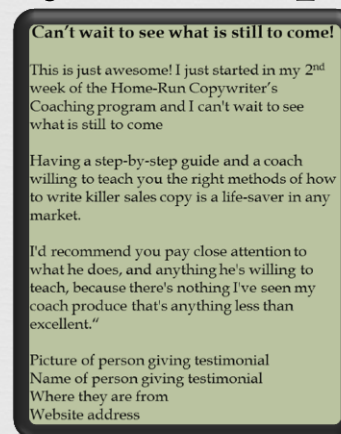 Can't wait to see what is still to come!
This is just awesome! I just started in my 2nd
week of the Home-Run Copywriter's
Coaching program and I can't wait to see
what is still to come
Having a step-by-step guide and a coach
willing to teach you the right methods of how
to write killer sales copy is a life-saver in any
market.
I'd recommend you pay close attention to
what he does, and anything he's willing to
teach, because there's nothing I've seen my
coach produce that's anything less than
excellent.“
Picture of person giving testimonial
Name of person giving testimonial
Where they are from
Website address